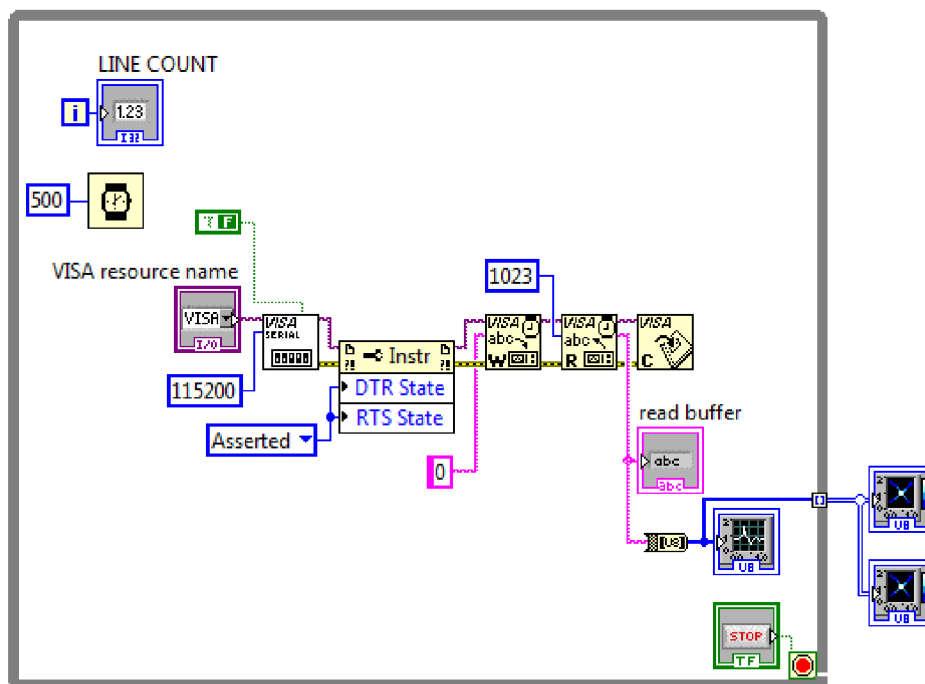 LINE COUNT
i
1.23
I32
500
F
VISA resource name
VISA
I/O
115200
VISA
SERIAL
Instr
DTR State
RTS State
Asserted
0
1023
VISA
abc
W
VISA
abc
R
VISA
C
read buffer
abc
abc
[U8]
U8
STOP
TF
U8
U8